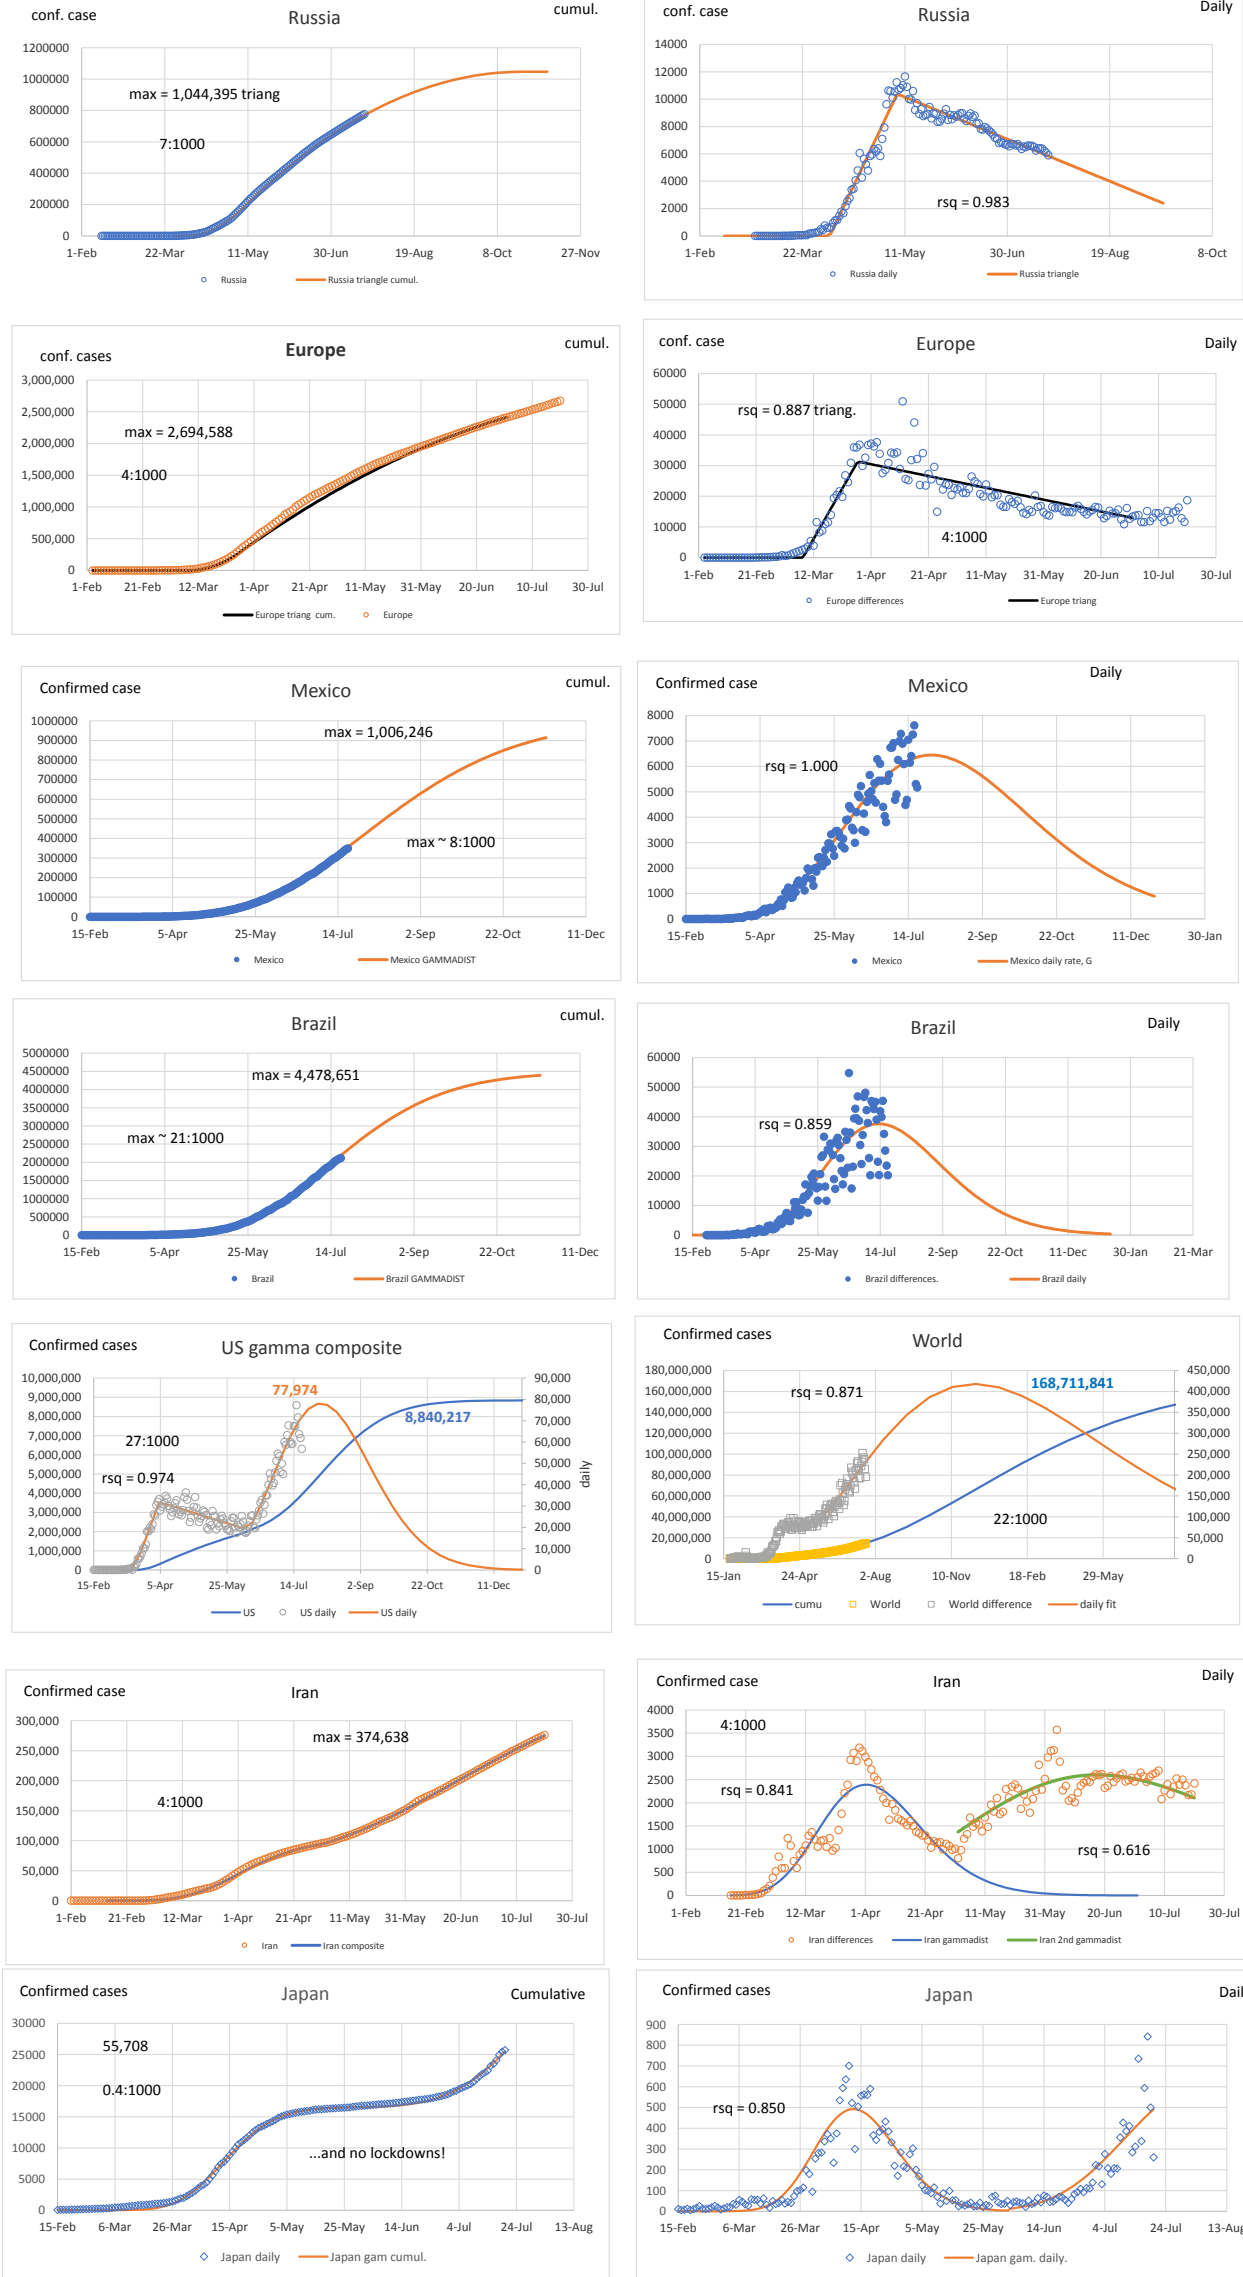 conf. case
Russia
cumul.
1200000
1000000
800000
600000
400000
200000
0
max = 1,044,395 triang
7:1000
1-Feb 22-Mar 11-May 30-Jun 19-Aug 8-Oct 27-Nov
Russia Russia triangle cumul.
conf. case
Russia
Daily
14000
12000
10000
8000
6000
4000
2000
0
rsq = 0.983
1-Feb 22-Mar 11-May 30-Jun 19-Aug 8-Oct
Russia daily Russia triangle
conf. cases
Europe
cumul.
3,000,000
2,500,000
2,000,000
1,500,000
1,000,000
500,000
0
max = 2,694,588
4:1000
1-Feb 21-Feb 12-Mar 1-Apr 21-Apr 11-May 31-May 20-Jun 10-Jul 30-Jul
Europe triang cum. Europe
conf. case
Europe
Daily
60000
50000
40000
30000
20000
10000
0
rsq = 0.887 triang.
4:1000
1-Feb 21-Feb 12-Mar 1-Apr 21-Apr 11-May 31-May 20-Jun 10-Jul 30-Jul
Europe differences Europe triang
Confirmed case
Mexico
cumul.
1000000
900000
800000
700000
600000
500000
400000
300000
200000
100000
0
max = 1,006,246
max ~ 8:1000
15-Feb 5-Apr 25-May 14-Jul 2-Sep 22-Oct 11-Dec
Mexico Mexico GAMMADIST
Confirmed case
Mexico
Daily
8000
7000
6000
5000
4000
3000
2000
1000
0
rsq = 1.000
15-Feb 5-Apr 25-May 14-Jul 2-Sep 22-Oct 11-Dec 30-Jan
Mexico Mexico daily rate, G
Brazil
cumul.
5000000
4500000
4000000
3500000
3000000
2500000
2000000
1500000
1000000
500000
0
max = 4,478,651
max ~ 21:1000
15-Feb 5-Apr 25-May 14-Jul 2-Sep 22-Oct 11-Dec
Brazil Brazil GAMMADIST
Brazil
Daily
60000
50000
40000
30000
20000
10000
0
rsq = 0.859
15-Feb 5-Apr 25-May 14-Jul 2-Sep 22-Oct 11-Dec 30-Jan 21-Mar
Brazil differences. Brazil daily
Confirmed cases
US gamma composite
10,000,000
9,000,000
8,000,000
7,000,000
6,000,000
5,000,000
4,000,000
3,000,000
2,000,000
1,000,000
0
77,974
8,840,217
27:1000
rsq = 0.974
90,000
80,000
70,000
60,000
50,000
40,000
30,000
20,000
10,000
0
daily
15-Feb 5-Apr 25-May 14-Jul 2-Sep 22-Oct 11-Dec
US US daily US daily
Confirmed cases
World
180,000,000
160,000,000
140,000,000
120,000,000
100,000,000
80,000,000
60,000,000
40,000,000
20,000,000
0
rsq = 0.871
168,711,841
22:1000
450,000
400,000
350,000
300,000
250,000
200,000
150,000
100,000
50,000
0
15-Jan 24-Apr 2-Aug 10-Nov 18-Feb 29-May
cumu World World difference daily fit
Confirmed case
Iran
300,000
250,000
200,000
150,000
100,000
50,000
0
max = 374,638
4:1000
1-Feb 21-Feb 12-Mar 1-Apr 21-Apr 11-May 31-May 20-Jun 10-Jul 30-Jul
Iran Iran composite
Confirmed case
Iran
Daily
4000
3500
3000
2500
2000
1500
1000
500
0
4:1000
rsq = 0.841
rsq = 0.616
1-Feb 21-Feb 12-Mar 1-Apr 21-Apr 11-May 31-May 20-Jun 10-Jul 30-Jul
Iran differences Iran gammadist Iran 2nd gammadist
Confirmed cases
Japan
Cumulative
30000
25000
20000
15000
10000
5000
0
55,708
0.4:1000
...and no lockdowns!
15-Feb 6-Mar 26-Mar 15-Apr 5-May 25-May 14-Jun 4-Jul 24-Jul 13-Aug
Japan daily Japan gam cumul.
Confirmed cases
Japan
Dail
900
800
700
600
500
400
300
200
100
0
rsq = 0.850
15-Feb 6-Mar 26-Mar 15-Apr 5-May 25-May 14-Jun 4-Jul 24-Jul 13-Aug
Japan daily Japan gam. daily.